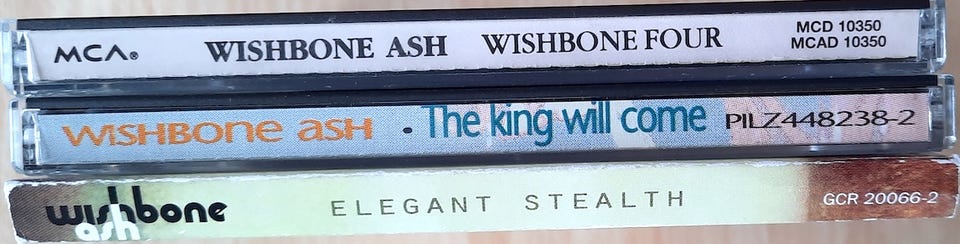 MCA® WISHBONE ASH WISHBONE FOUR MCD 10350
MCAD 10350
WISHBONE ASH • The king will come PILZ448238-2
wishbone ash ELEGANT STEALTH GCR 20066-2